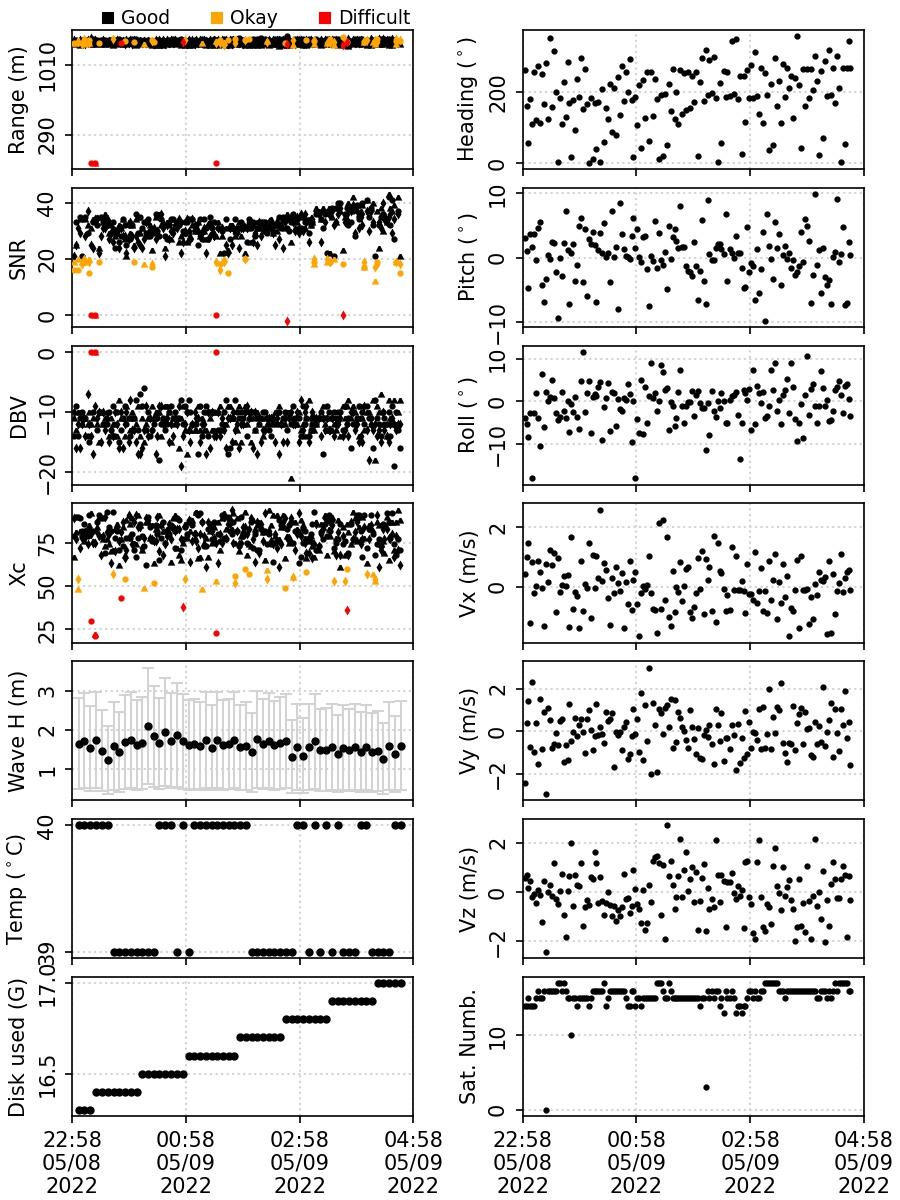 Good Okay Difficult
Range (m) 1010 290
Heading (°) 200 0
SNR 40 20 0
Pitch (°) 10 0 −10
DBV 0 −10 −20
Roll (°) 10 0 −10
Xc 75 50 25
Vx (m/s) 2 0
Wave H (m) 3 2 1
Vy (m/s) 2 0 −2
Temp (°C) 40 39
Vz (m/s) 2 0 −2
Disk used (G) 17.0 16.5
Sat. Numb. 10 0
22:58 00:58 02:58 04:58 22:58 00:58 02:58 04:58
05/08 05/09 05/09 05/09 05/08 05/09 05/09 05/09
2022 2022 2022 2022 2022 2022 2022 2022